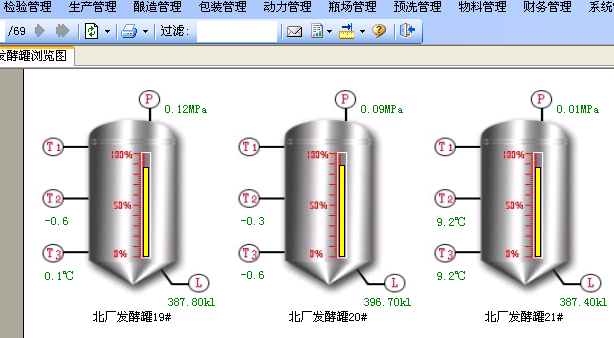 检验管理 生产管理 酿造管理 包装管理 动力管理 瓶场管理 预洗管理 物料管理 财务管理 系统
/69 过滤:
发酵罐浏览图
P 0.12MPa P 0.09MPa P 0.01MPa
T1 T1 T1
100% 100% 100%
T2 50% T2 50% T2 50%
-0.6 -0.3 9.2℃
T3 0% T3 0% T3 0%
0.1℃ -0.6 9.2℃
L L L
387.80kl 396.70kl 387.40kl
北厂发酵罐19# 北厂发酵罐20# 北厂发酵罐21#